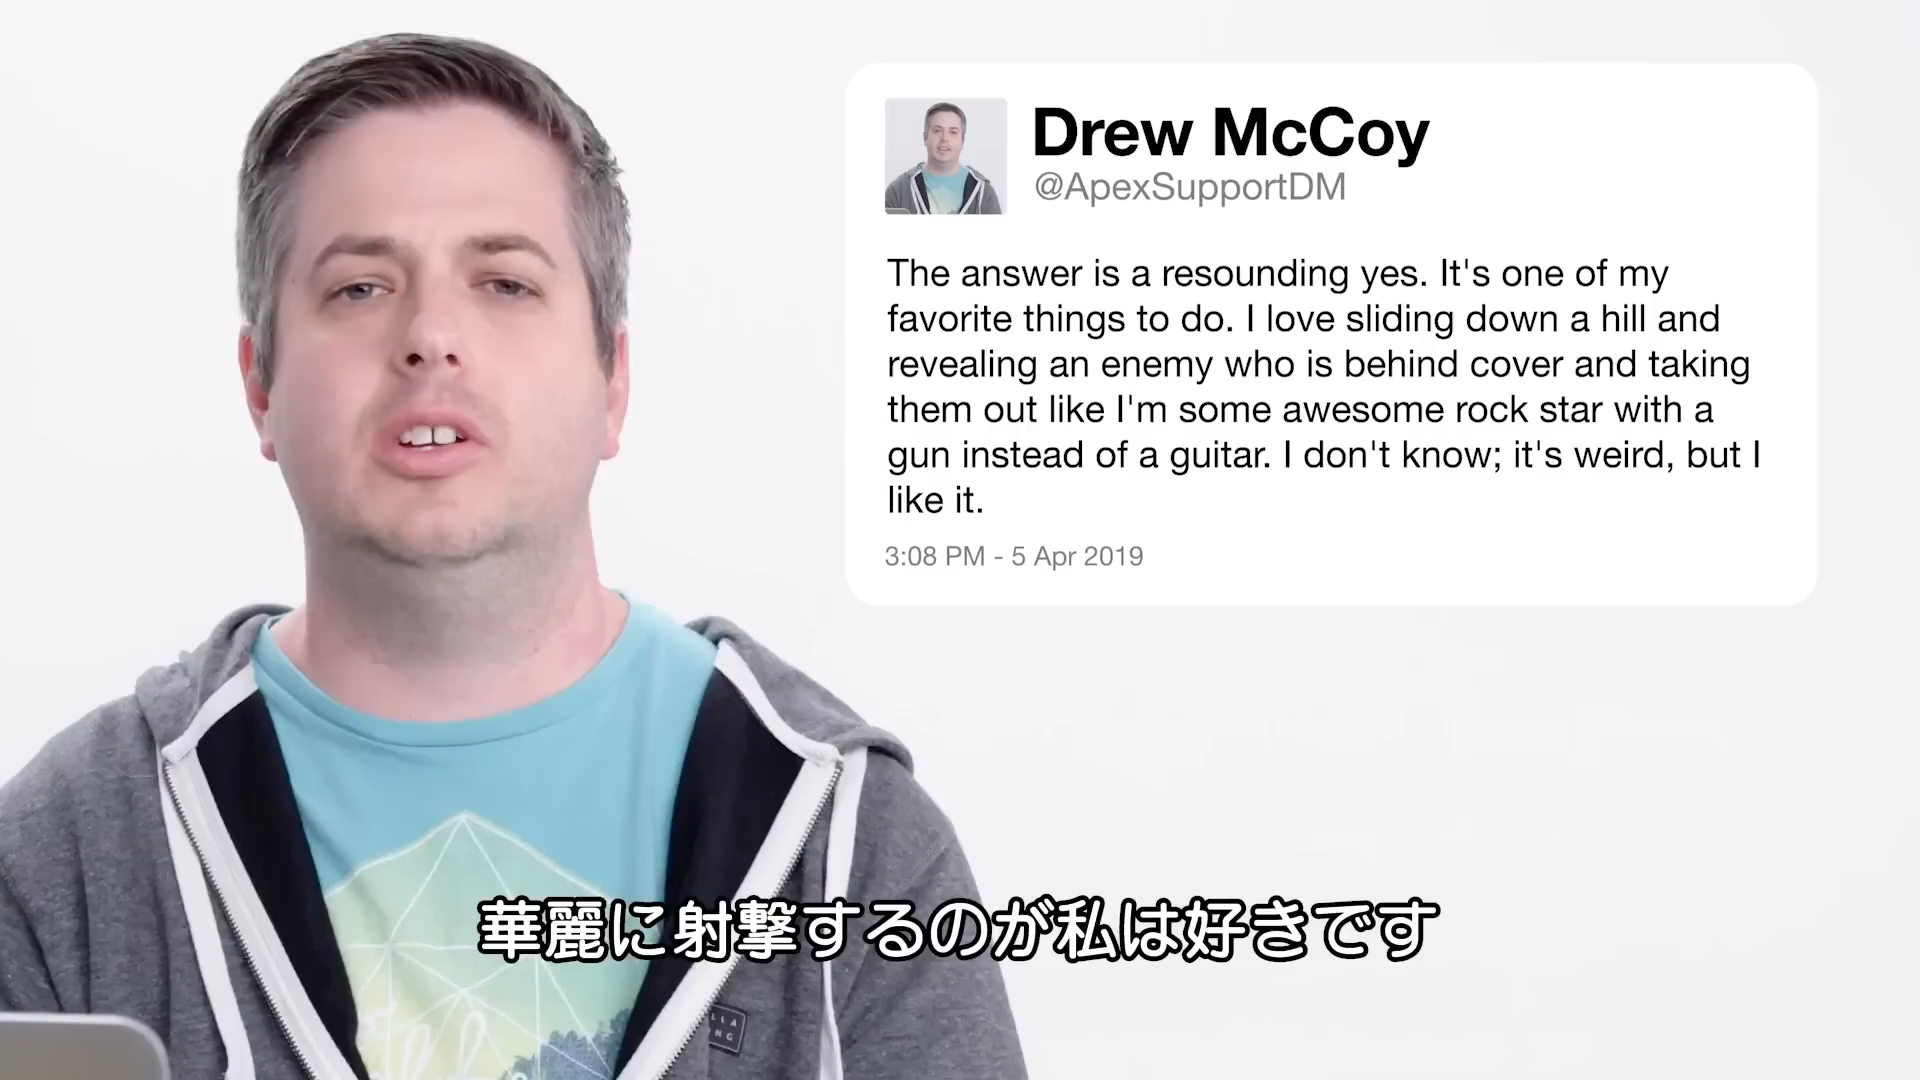 Drew McCoy
@ApexSupportDM
The answer is a resounding yes. It's one of my
favorite things to do. I love sliding down a hill and
revealing an enemy who is behind cover and taking
them out like I'm some awesome rock star with a
gun instead of a guitar. I don't know; it's weird, but I
like it.
3:08 PM - 5 Apr 2019
華麗に射撃するのが私は好きです